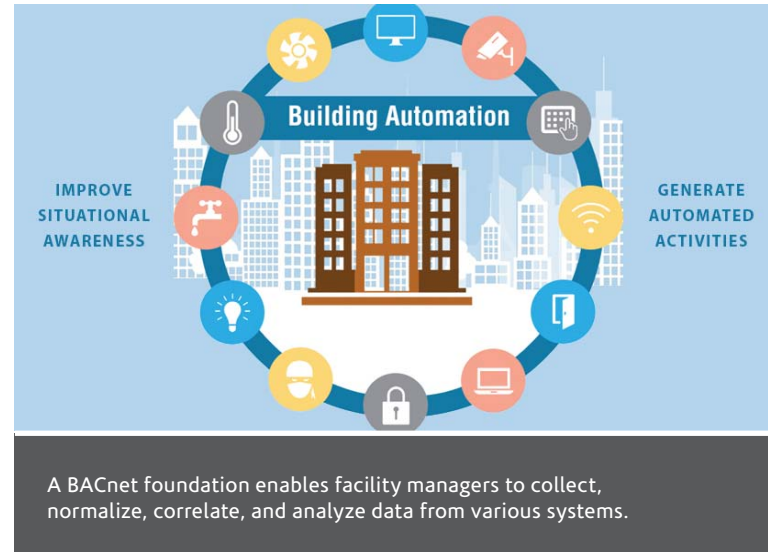 Building Automation
IMPROVE
SITUATIONAL
AWARENESS
GENERATE
AUTOMATED
ACTIVITIES
A BACnet foundation enables facility managers to collect,
normalize, correlate, and analyze data from various systems.